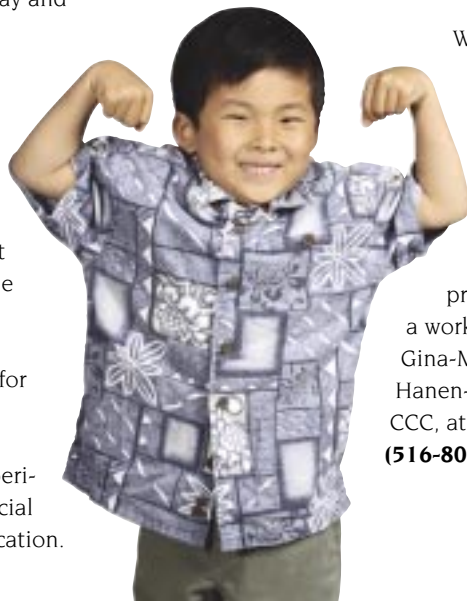 ay and
t
e
for
eri-
cial
cation.
W
pr
a work
Gina-M
Hanen-
CCC, at
(516-80